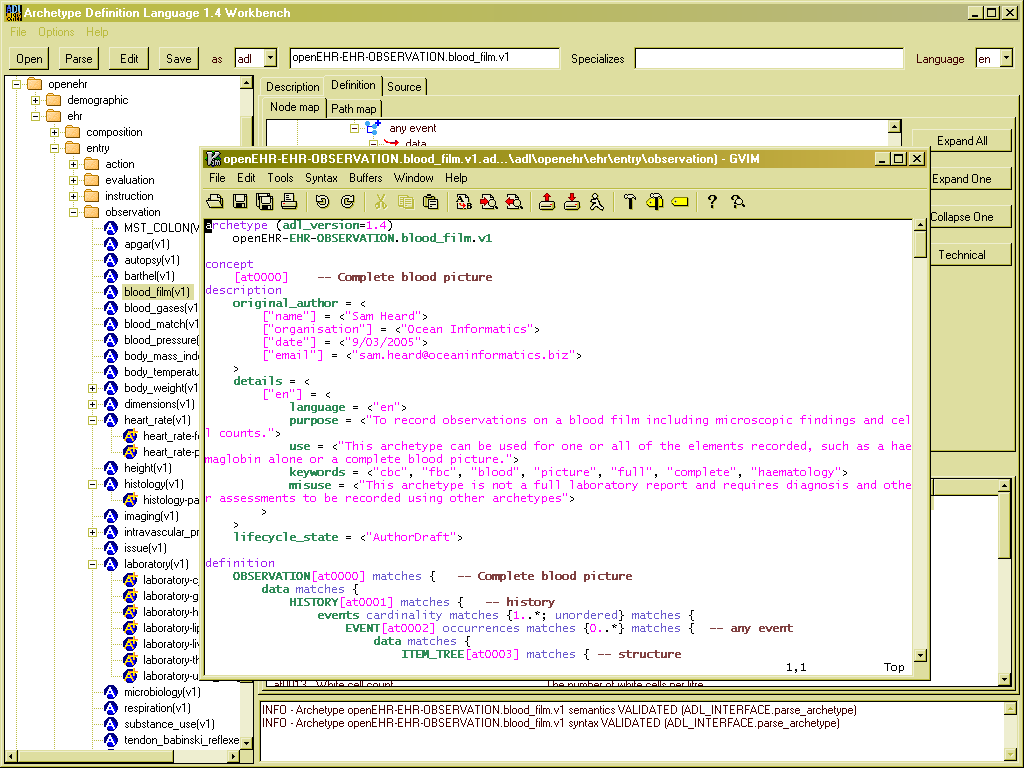 Archetype Definition Language 1.4 Workbench
File Options Help
Open Parse Edit Save as adl openEHR-EHR-OBSERVATION.blood_film.v1 Specializes Language en
openehr
demographic
ehr
composition
entry
action
evaluation
instruction
observation
MST_COLON(V
apgar(v1)
autopsy(v1)
barthel(v1)
blood_film(v1)
blood_gases(v1
blood_match(v1
blood_pressure(
body_mass_ind
body_temperatu
body_weight(v1
dimensions(v1)
heart_rate(v1)
heart_rate-f
heart_rate-p
height(v1)
histology(v1)
histology-pa
imaging(v1)
intravascular_pr
issue(v1)
laboratory(v1)
laboratory-c
laboratory-g
laboratory-h
laboratory-lip
laboratory-liv
laboratory-th
laboratory-u
microbiology(v1)
respiration(v1)
substance_use(v1)
tendon_babinski_reflexe
Description Definition Source
Node map Path map
any event
data
Expand All
Expand One
Collapse One
Technical
openEHR-EHR-OBSERVATION.blood_film.v1.ad...\adl\openehr\ehr\entry\observation) - GVIM
File Edit Tools Syntax Buffers Window Help
archetype (adl_version=1.4)
openEHR-EHR-OBSERVATION.blood_film.v1
concept
[at0000] -- Complete blood picture
description
original_author = <
["name"] = <"Sam Heard">
["organisation"] = <"Ocean Informatics">
["date"] = <"9/03/2005">
["email"] = <"sam.heard@oceaninformatics.biz">
>
details = <
["en"] = <
language = <"en">
purpose = <"To record observations on a blood film including microscopic findings and cel
l counts.">
use = <"This archetype can be used for one or all of the elements recorded, such as a hae
maglobin alone or a complete blood picture.">
keywords = <"cbc", "fbc", "blood", "picture", "full", "complete", "haematology">
misuse = <"This archetype is not a full laboratory report and requires diagnosis and othe
r assessments to be recorded using other archetypes">
>
>
lifecycle_state = <"AuthorDraft">
definition
OBSERVATION[at0000] matches { -- Complete blood picture
data matches {
HISTORY[at0001] matches { -- history
events cardinality matches {1..*; unordered} matches {
EVENT[at0002] occurrences matches {0..*} matches { -- any event
data matches {
ITEM_TREE[at0003] matches { -- structure
1,1 Top
at0013 White cell count The number of white cells per litre
INFO - Archetype openEHR-EHR-OBSERVATION.blood_film.v1 semantics VALIDATED (ADL_INTERFACE.parse_archetype)
INFO - Archetype openEHR-EHR-OBSERVATION.blood_film.v1 syntax VALIDATED (ADL_INTERFACE.parse_archetype)